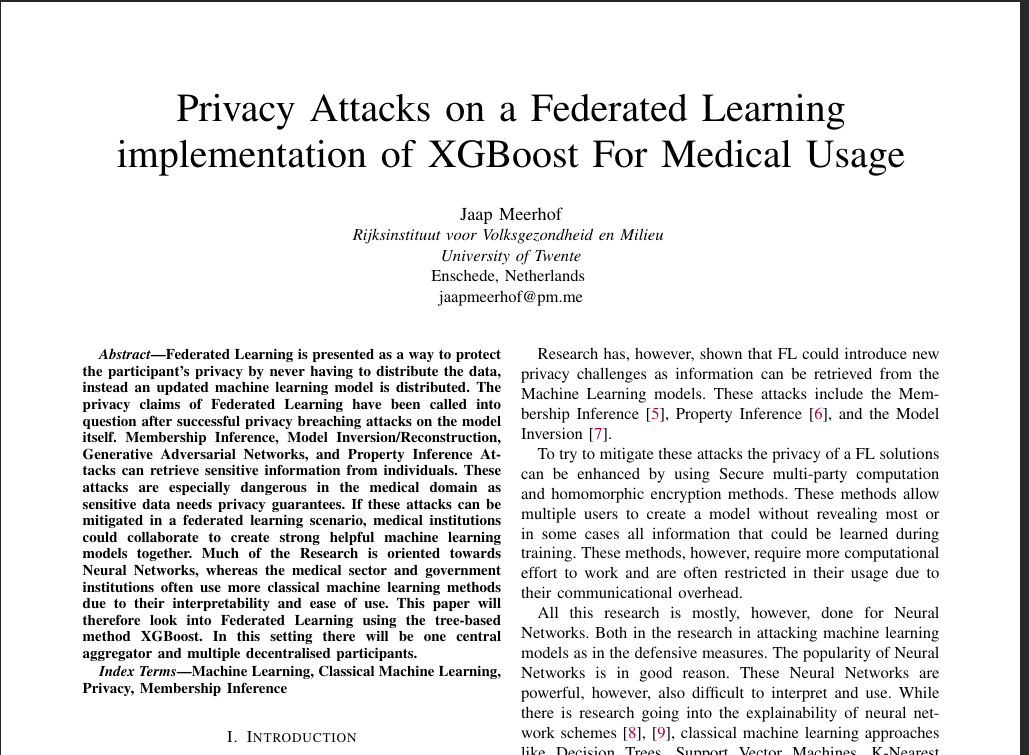 Privacy Attacks on a Federated Learning
implementation of XGBoost For Medical Usage
Jaap Meerhof
Rijksinstituut voor Volksgezondheid en Milieu
University of Twente
Enschede, Netherlands
jaapmeerhof@pm.me
Abstract—Federated Learning is presented as a way to protect
the participant's privacy by never having to distribute the data,
instead an updated machine learning model is distributed. The
privacy claims of Federated Learning have been called into
question after successful privacy breaching attacks on the model
itself. Membership Inference, Model Inversion/Reconstruction,
Generative Adversarial Networks, and Property Inference At-
tacks can retrieve sensitive information from individuals. These
attacks are especially dangerous in the medical domain as
sensitive data needs privacy guarantees. If these attacks can be
mitigated in a federated learning scenario, medical institutions
could collaborate to create strong helpful machine learning
models together. Much of the Research is oriented towards
Neural Networks, whereas the medical sector and government
institutions often use more classical machine learning methods
due to their interpretability and ease of use. This paper will
therefore look into Federated Learning using the tree-based
method XGBoost. In this setting there will be one central
aggregator and multiple decentralised participants.
Index Terms—Machine Learning, Classical Machine Learning,
Privacy, Membership Inference
I. INTRODUCTION
Research has, however, shown that FL could introduce new
privacy challenges as information can be retrieved from the
Machine Learning models. These attacks include the Mem-
bership Inference [5], Property Inference [6], and the Model
Inversion [7].
To try to mitigate these attacks the privacy of a FL solutions
can be enhanced by using Secure multi-party computation
and homomorphic encryption methods. These methods allow
multiple users to create a model without revealing most or
in some cases all information that could be learned during
training. These methods, however, require more computational
effort to work and are often restricted in their usage due to
their communicational overhead.
All this research is mostly, however, done for Neural
Networks. Both in the research in attacking machine learning
models as in the defensive measures. The popularity of Neural
Networks is in good reason. These Neural Networks are
powerful, however, also difficult to interpret and use. While
there is research going into the explainability of neural net-
work schemes [8], [9], classical machine learning approaches
like Decision Trees, Support Vector Machines, K-Nearest